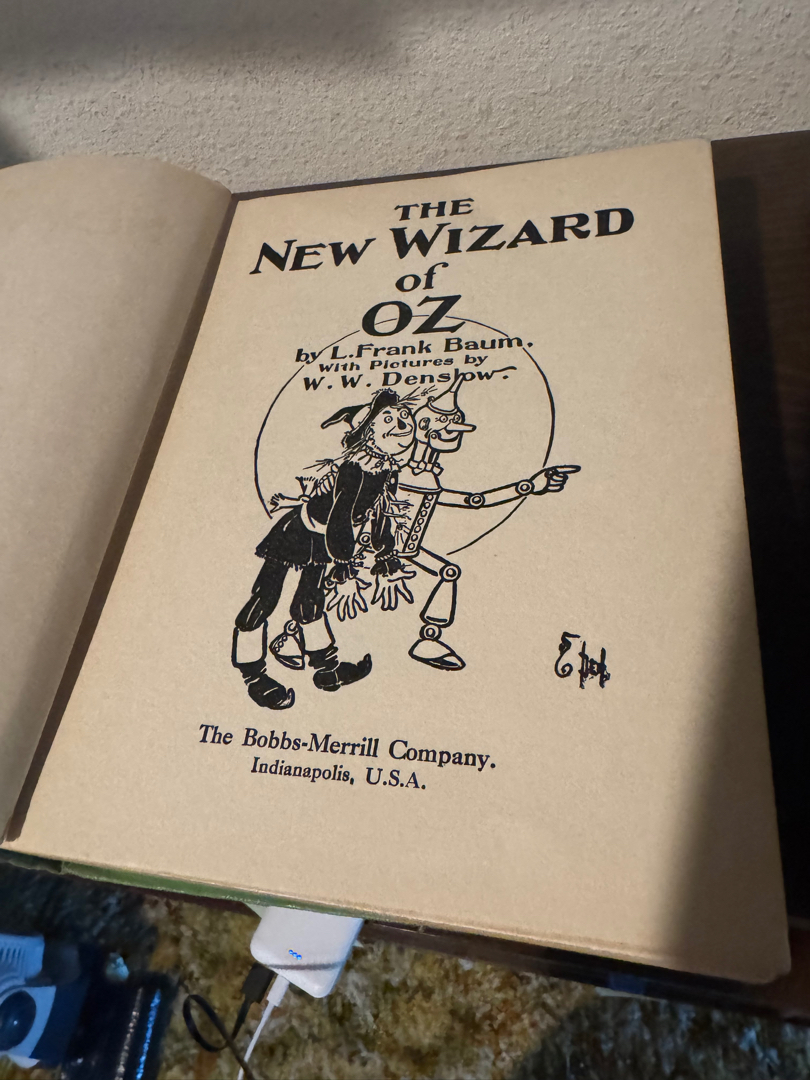 THE
NEW WIZARD
of
OZ
by L. Frank Baum.
With Pictures by
W. W. Denslow.
The Bobbs-Merrill Company.
Indianapolis, U.S.A.